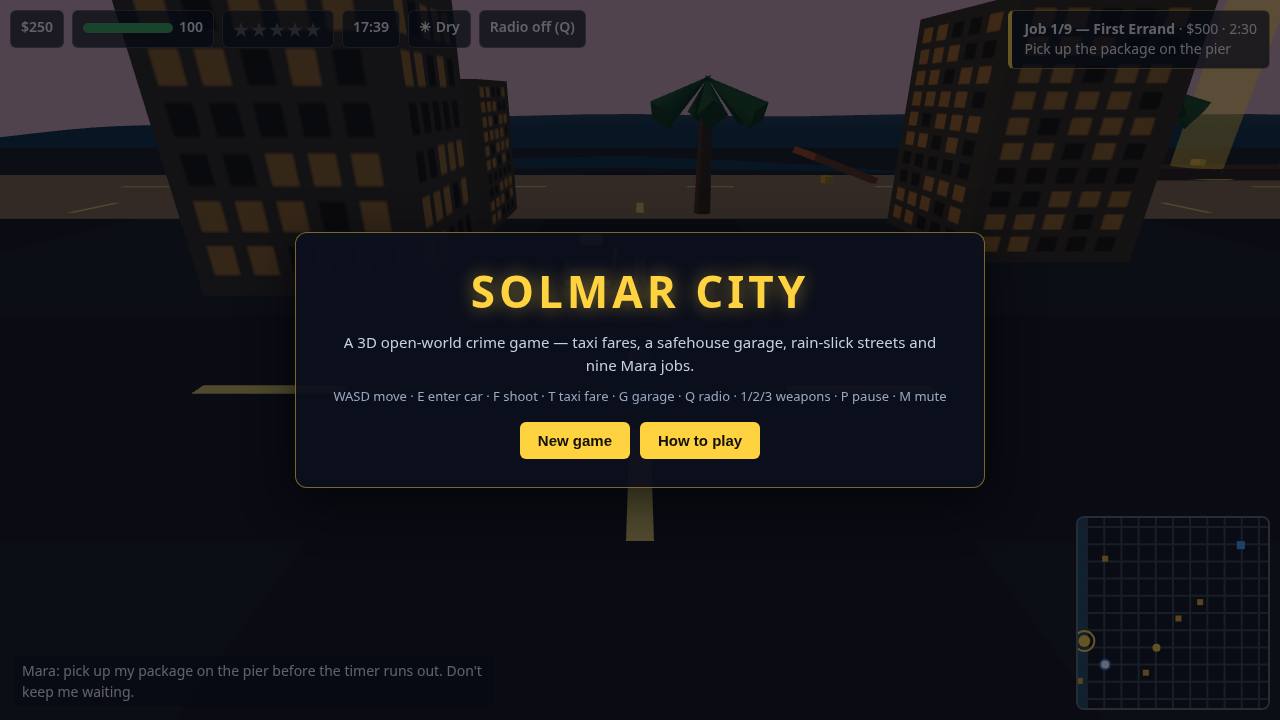 $250
100
17:39
☀ Dry
Radio off (Q)
Job 1/9 — First Errand · $500 · 2:30
Pick up the package on the pier
SOLMAR CITY
A 3D open-world crime game — taxi fares, a safehouse garage, rain-slick streets and
nine Mara jobs.
WASD move · E enter car · F shoot · T taxi fare · G garage · Q radio · 1/2/3 weapons · P pause · M mute
New game
How to play
Mara: pick up my package on the pier before the timer runs out. Don't
keep me waiting.